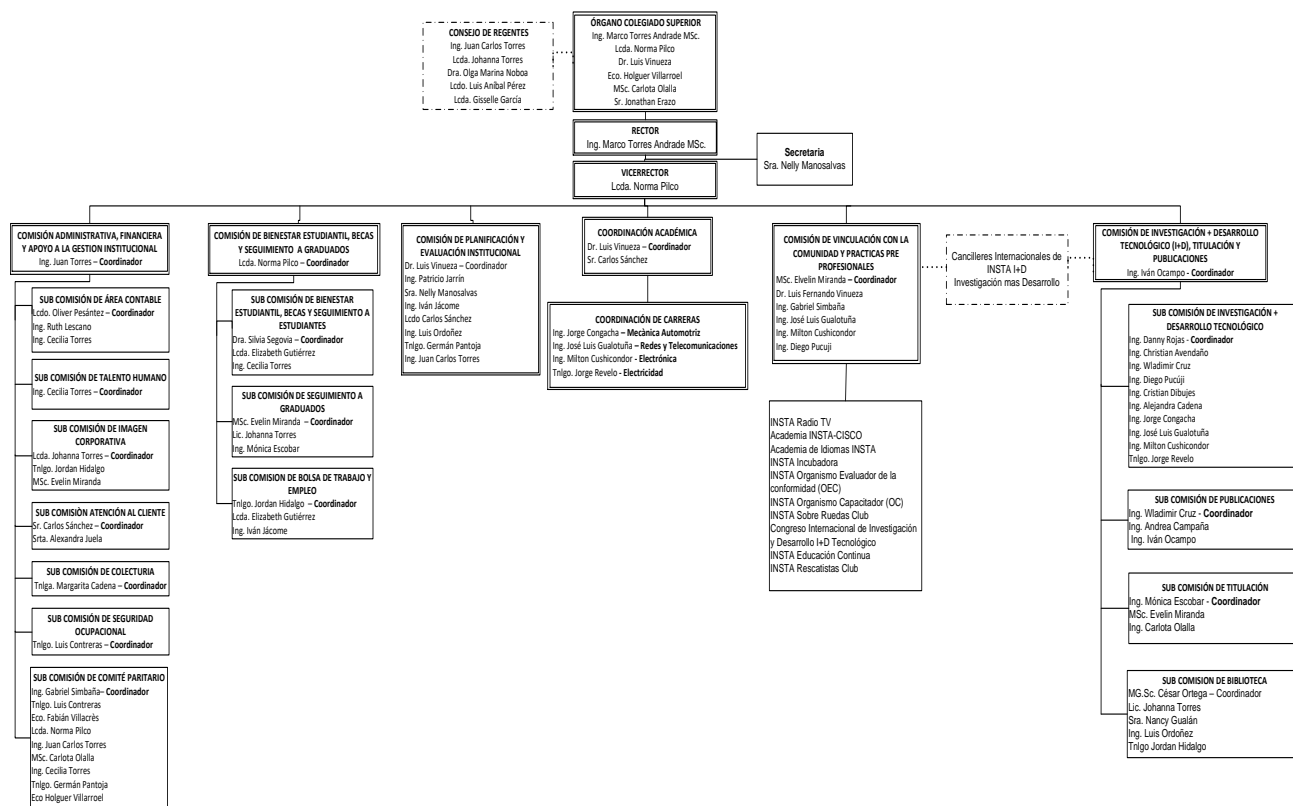 CONSEJO DE REGENTES
Ing. Juan Carlos Torres
Lcda. Johanna Torres
Dra. Olga Marina Noboa
Lcdo. Luis Aníbal Pérez
Lcda. Gisselle García
ÓRGANO COLEGIADO SUPERIOR
Ing. Marco Torres Andrade MSc.
Lcda. Norma Pilco
Dr. Luis Vinueza
Eco. Holguer Villarroel
MSc. Carlota Olalla
Sr. Jonathan Erazo
RECTOR
Ing. Marco Torres Andrade MSc.
Secretaria
Sra. Nelly Manosalvas
VICERRECTOR
Lcda. Norma Pilco
COMISIÓN ADMINISTRATIVA, FINANCIERA
Y APOYO A LA GESTION INSTITUCIONAL
Ing. Juan Torres – Coordinador
SUB COMISIÓN DE ÁREA CONTABLE
Lcdo. Oliver Pesántez – Coordinador
Ing. Ruth Lescano
Ing. Cecilia Torres
SUB COMISIÓN DE TALENTO HUMANO
Ing. Cecilia Torres – Coordinador
SUB COMISIÓN DE IMAGEN
CORPORATIVA
Lcda. Johanna Torres – Coordinador
Tnlgo. Jordan Hidalgo
MSc. Evelin Miranda
SUB COMISIÒN ATENCIÓN AL CLIENTE
Sr. Carlos Sánchez – Coordinador
Srta. Alexandra Juela
SUB COMISIÓN DE COLECTURIA
Tnlga. Margarita Cadena – Coordinador
SUB COMISIÓN DE SEGURIDAD
OCUPACIONAL
Tnlgo. Luis Contreras – Coordinador
SUB COMISIÓN DE COMITÉ PARITARIO
Ing. Gabriel Simbaña– Coordinador
Tnlgo. Luis Contreras
Eco. Fabián Villacrès
Lcda. Norma Pilco
Ing. Juan Carlos Torres
MSc. Carlota Olalla
Ing. Cecilia Torres
Tnlgo. Germán Pantoja
Eco Holguer Villarroel
COMISIÓN DE BIENESTAR ESTUDIANTIL, BECAS
Y SEGUIMIENTO A GRADUADOS
Lcda. Norma Pilco – Coordinador
SUB COMISIÓN DE BIENESTAR
ESTUDIANTIL, BECAS Y SEGUIMIENTO A
ESTUDIANTES
Dra. Silvia Segovia – Coordinador
Lcda. Elizabeth Gutiérrez
Ing. Cecilia Torres
SUB COMISIÓN DE SEGUIMIENTO A
GRADUADOS
MSc. Evelin Miranda – Coordinador
Lic. Johanna Torres
Ing. Mónica Escobar
SUB COMISION DE BOLSA DE TRABAJO Y
EMPLEO
Tnlgo. Jordan Hidalgo – Coordinador
Lcda. Elizabeth Gutiérrez
Ing. Iván Jácome
COMISIÓN DE PLANIFICACIÓN Y
EVALUACIÓN INSTITUCIONAL
Dr. Luis Vinueza – Coordinador
Ing. Patricio Jarrín
Sra. Nelly Manosalvas
Ing. Iván Jácome
Lcdo Carlos Sánchez
Ing. Luis Ordoñez
Tnlgo. Germán Pantoja
Ing. Juan Carlos Torres
COORDINACIÓN ACADÉMICA
Dr. Luis Vinueza – Coordinador
Sr. Carlos Sánchez
COORDINACIÓN DE CARRERAS
Ing. Jorge Congacha – Mecànica Automotriz
Ing. José Luis Gualotuña – Redes y Telecomunicaciones
Ing. Milton Cushicondor - Electrónica
Tnlgo. Jorge Revelo - Electricidad
COMISIÓN DE VINCULACIÓN CON LA
COMUNIDAD Y PRACTICAS PRE
PROFESIONALES
MSc. Elvelin Miranda – Coordinador
Dr. Luis Fernando Vinueza
Ing. Gabriel Simbaña
Ing. José Luis Gualotuña
Ing. Milton Cushicondor
Ing. Diego Pucuji
INSTA Radio TV
Academia INSTA-CISCO
Academia de Idiomas INSTA
INSTA Incubadora
INSTA Organismo Evaluador de la
conformidad (OEC)
INSTA Organismo Capacitador (OC)
INSTA Sobre Ruedas Club
Congreso Internacional de Investigación
y Desarrollo I+D Tecnológico
INSTA Educación Continua
INSTA Rescatistas Club
Cancilleres Internacionales de
INSTA I+D
Investigación mas Desarrollo
COMISIÓN DE INVESTIGACIÓN + DESARROLLO
TECNOLÓGICO (I+D), TITULACIÓN Y
PUBLICACIONES
Ing. Iván Ocampo - Coordinador
SUB COMISIÓN DE INVESTIGACIÓN +
DESARROLLO TECNOLÓGICO
Ing. Danny Rojas - Coordinador
Ing. Christian Avendaño
Ing. Wladimir Cruz
Ing. Diego Pucúji
Ing. Cristian Dibujes
Ing. Alejandra Cadena
Ing. Jorge Congacha
Ing. José Luis Gualotuña
Ing. Milton Cushicondor
Tnlgo. Jorge Revelo
SUB COMISIÓN DE PUBLICACIONES
Ing. Wladimir Cruz - Coordinador
Ing. Andrea Campaña
Ing. Iván Ocampo
SUB COMISIÓN DE TITULACIÓN
Ing. Mónica Escobar - Coordinador
MSc. Evelin Miranda
Ing. Carlota Olalla
SUB COMISION DE BIBLIOTECA
MG.Sc. César Ortega – Coordinador
Lic. Johanna Torres
Sra. Nancy Gualán
Ing. Luis Ordoñez
Tnlgo Jordan Hidalgo